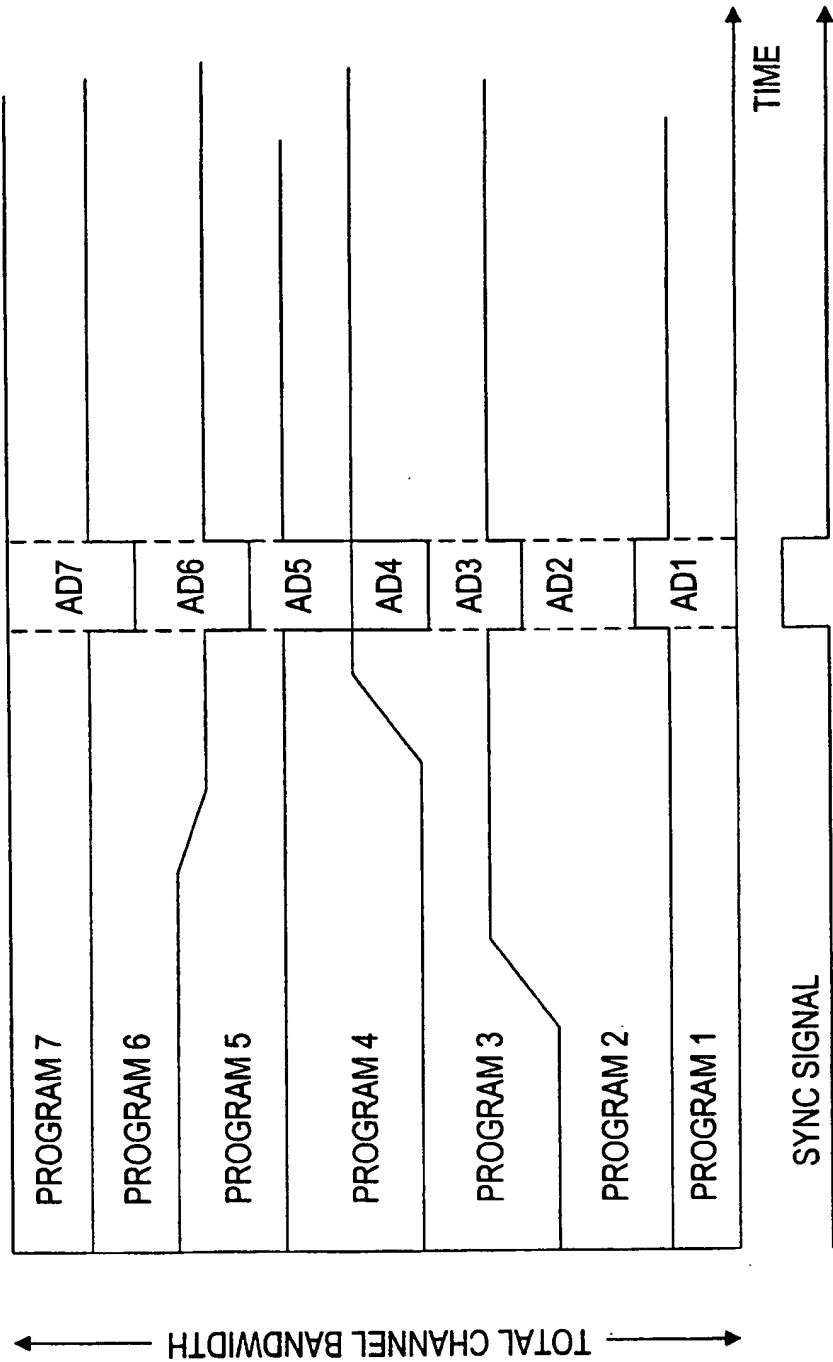 TOTAL CHANNEL BANDWIDTH
PROGRAM 7
PROGRAM 6
PROGRAM 5
PROGRAM 4
PROGRAM 3
PROGRAM 2
PROGRAM 1
AD7
AD6
AD5
AD4
AD3
AD2
AD1
TIME
SYNC SIGNAL